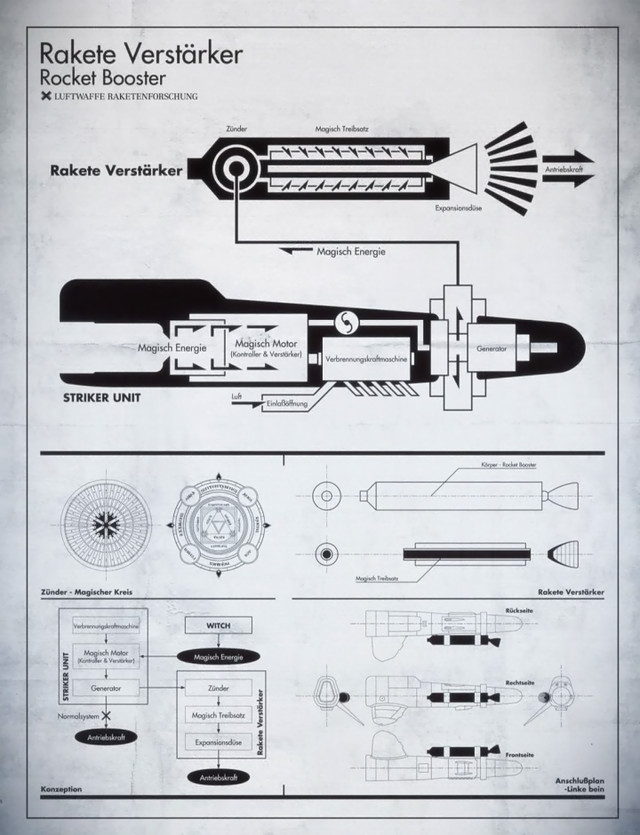 Rakete Verstärker
Rocket Booster
LUFTWAFFE RAKETENFORSCHUNG
Zünder
Magisch Treibsatz
Rakete Verstärker
Antriebskraft
Expansionsdüse
Magisch Energie
Magisch Energie
Magisch Motor
(Kontroller & Verstärker)
Verbrennungskraftmaschine
Generator
STRIKER UNIT
Luft
Einlaßöffnung
Körper - Rocket Booster
Magisch Treibsatz
Zünder - Magischer Kreis
Rakete Verstärker
Verbrennungskraftmaschine
Magisch Motor
(Kontroller & Verstärker)
Generator
STRIKER UNIT
Normalsystem
Antriebskraft
WITCH
Magisch Energie
Zünder
Magisch Treibsatz
Expansionsdüse
Rakete Verstärker
Antriebskraft
Konzeption
Rückseite
Rechtseite
Frontseite
Anschlußplan
-Linke bein